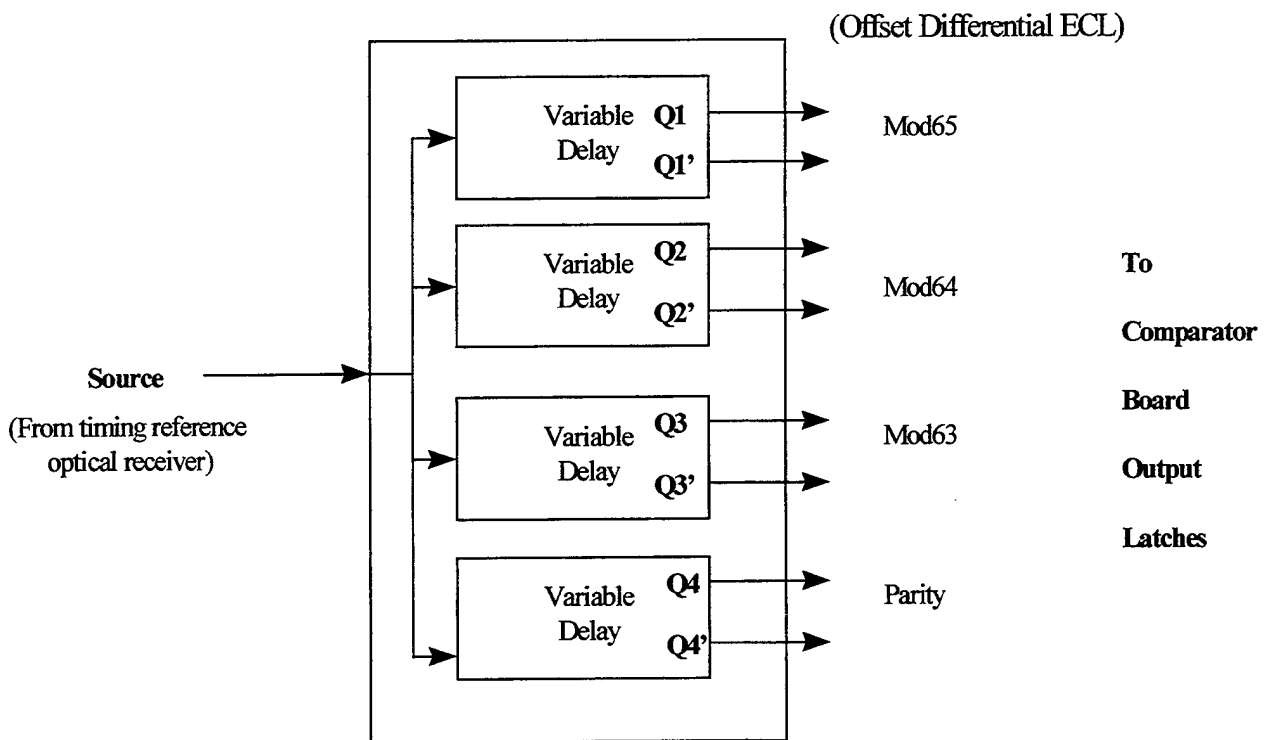 (Offset Differential ECL)
Variable
Delay
Q1
Q1’
Mod65
Variable
Delay
Q2
Q2’
Mod64
Source
(From timing reference
optical receiver)
Variable
Delay
Q3
Q3’
Mod63
Variable
Delay
Q4
Q4’
Parity
To
Comparator
Board
Output
Latches